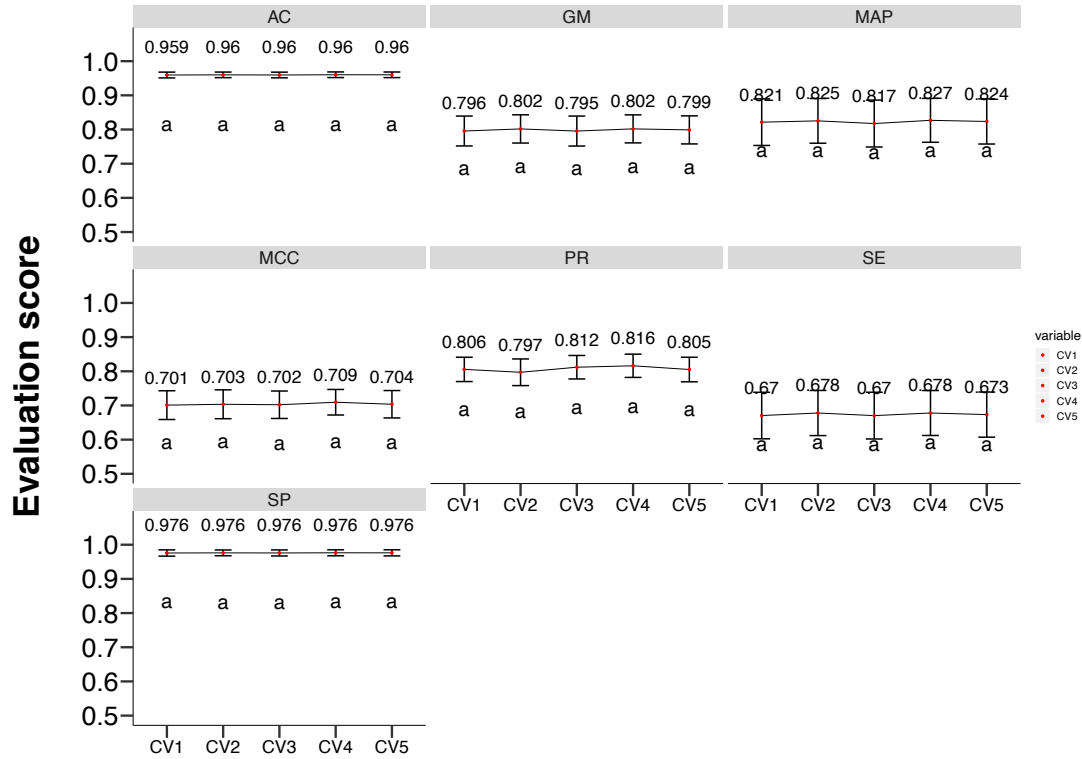 AC GM MAP
0.959 0.96 0.96 0.96 0.96
0.796 0.802 0.795 0.802 0.799
0.821 0.825 0.817 0.827 0.824
a a a a a
a a a a a
a a a a a
1.0
0.9
0.8
0.7
0.6
0.5
MCC PR SE
0.701 0.703 0.702 0.709 0.704
0.806 0.797 0.812 0.816 0.805
0.67 0.678 0.67 0.678 0.673
a a a a a
a a a a a
a a a a a
1.0
0.9
0.8
0.7
0.6
0.5
CV1 CV2 CV3 CV4 CV5
CV1 CV2 CV3 CV4 CV5
SP
0.976 0.976 0.976 0.976 0.976
a a a a a
1.0
0.9
0.8
0.7
0.6
0.5
CV1 CV2 CV3 CV4 CV5
Evaluation score
variable
CV1
CV2
CV3
CV4
CV5